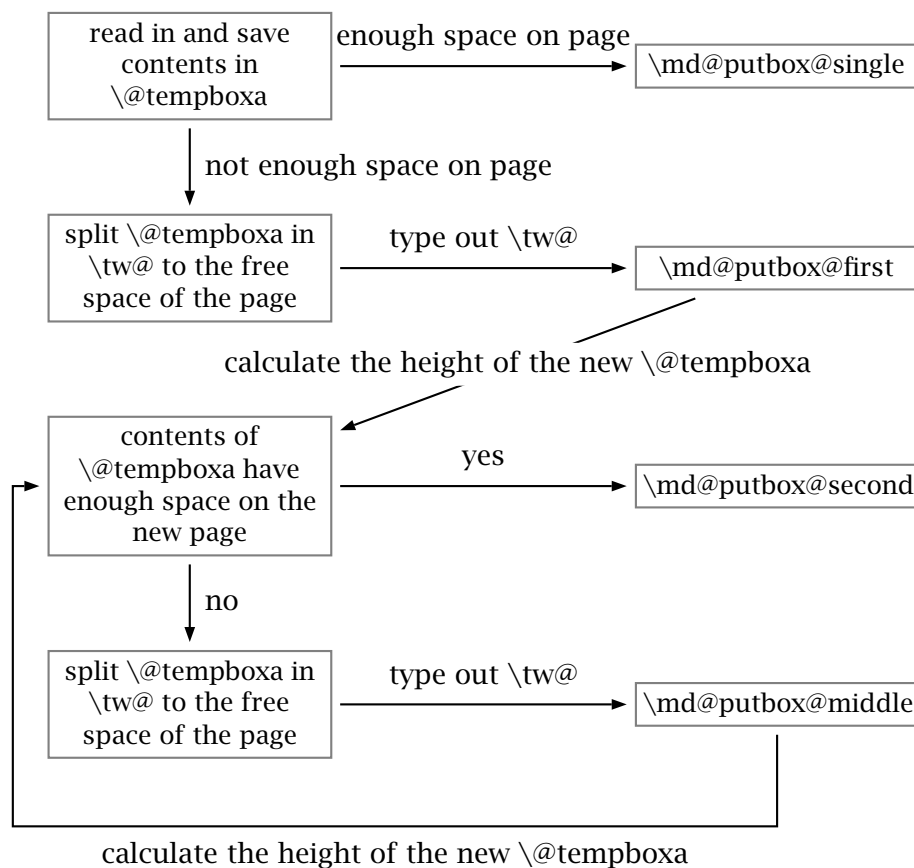 read in and save
contents in
\@tempboxa
enough space on page
\md@putbox@single
not enough space on page
split \@tempboxa in
\tw@ to the free
space of the page
type out \tw@
\md@putbox@first
calculate the height of the new \@tempboxa
contents of
\@tempboxa have
enough space on the
new page
yes
\md@putbox@second
no
split \@tempboxa in
\tw@ to the free
space of the page
type out \tw@
\md@putbox@middle
calculate the height of the new \@tempboxa